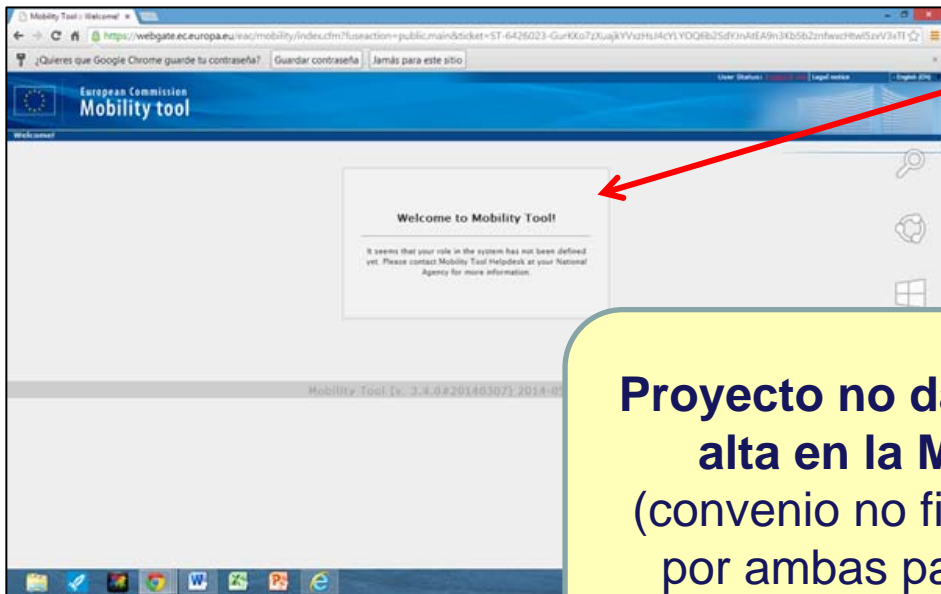 Mobility Tool :: Welcome!
https://webgate.ec.europa.eu/eac/mobility/index.cfm?fuseaction=public.main&ticket=ST-6426023-
¿Quieres que Google Chrome guarde tu contraseña? Guardar contraseña Jamás para este sitio
User Status: Legal notice English (EN)
European Commission
Mobility tool
Welcome!
Welcome to Mobility Tool!
It seems that your role in the system has not been defined
yet. Please contact Mobility Tool Helpdesk at your National
Agency for more information.
Mobility Tool [v. 3.4.0#20140307] 2014-0
Proyecto no da
alta en la M
(convenio no fi
por ambas pa